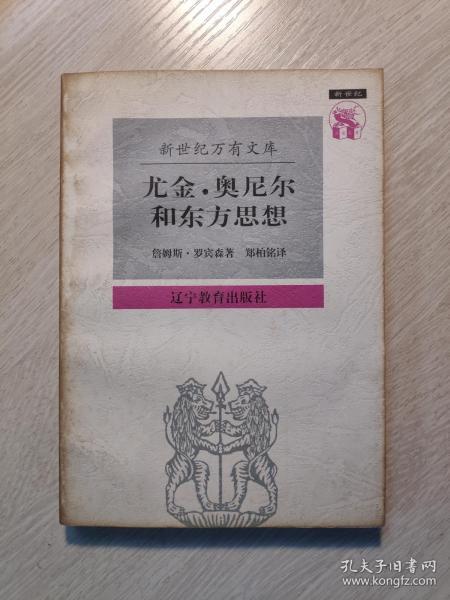 新世纪
新世纪万有文库
尤金·奥尼尔
和东方思想
詹姆斯·罗宾森著 郑柏铭译
辽宁教育出版社
孔夫子旧书网
www.kongfz.com